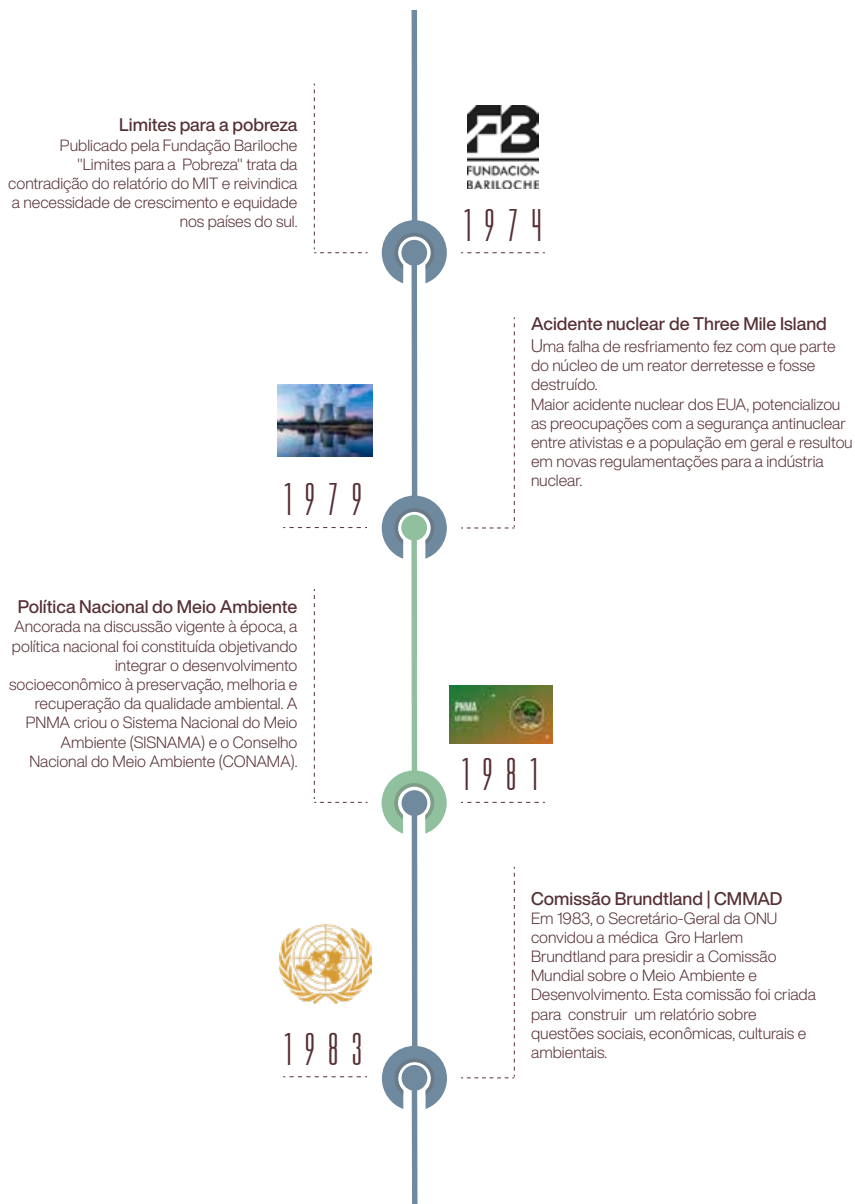 Limites para a pobreza
Publicado pela Fundação Bariloche
"Limites para a Pobreza" trata da
contradição do relatório do MIT e reivindica
a necessidade de crescimento e equidade
nos países do sul.
FB
FUNDACIÓN
BARILOCHE
1974
Acidente nuclear de Three Mile Island
Uma falha de resfriamento fez com que parte
do núcleo de um reator derretesse e fosse
destruído.
Maior acidente nuclear dos EUA, potencializou
as preocupações com a segurança antinuclear
entre ativistas e a população em geral e resultou
em novas regulamentações para a indústria
nuclear.
1979
Política Nacional do Meio Ambiente
Ancorada na discussão vigente à época, a
política nacional foi constituída objetivando
integrar o desenvolvimento
socioeconômico à preservação, melhoria e
recuperação da qualidade ambiental. A
PNMA criou o Sistema Nacional do Meio
Ambiente (SISNAMA) e o Conselho
Nacional do Meio Ambiente (CONAMA).
PNMA
1981
Comissão Brundtland | CMMAD
Em 1983, o Secretário-Geral da ONU
convidou a médica Gro Harlem
Brundtland para presidir a Comissão
Mundial sobre o Meio Ambiente e
Desenvolvimento. Esta comissão foi criada
para construir um relatório sobre
questões sociais, econômicas, culturais e
ambientais.
1983